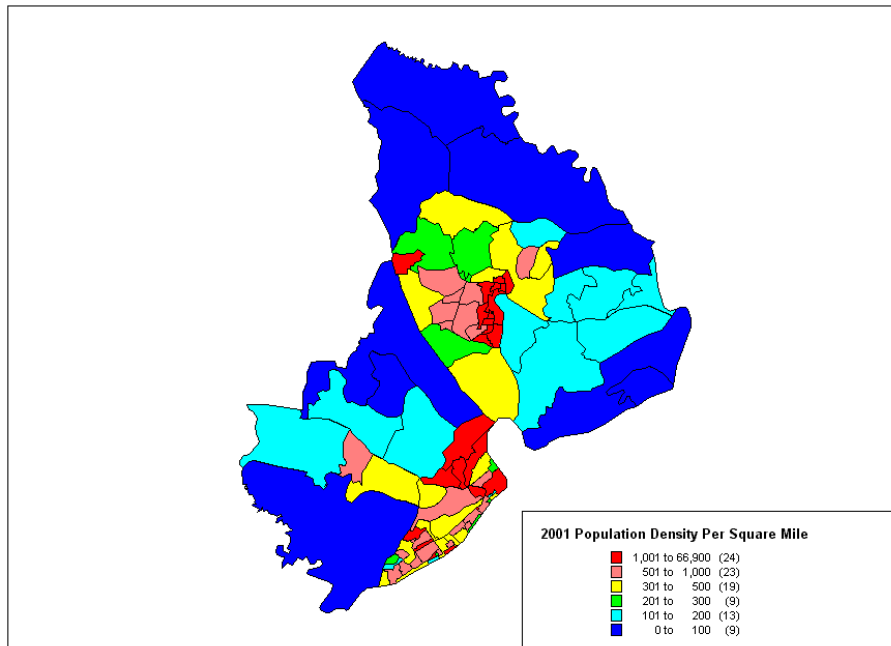 2001 Population Density Per Square Mile
1,001 to 66,900 (24)
501 to 1,000 (23)
301 to 500 (19)
201 to 300 (9)
101 to 200 (13)
0 to 100 (9)